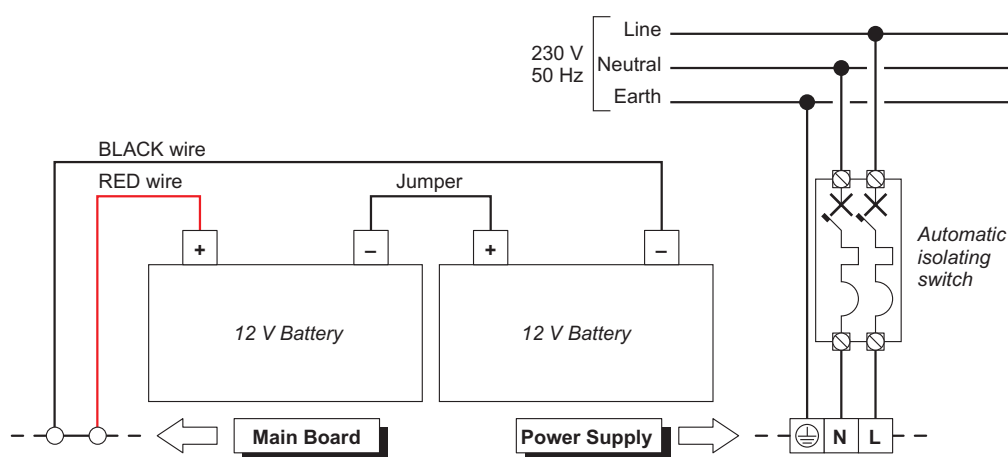 230 V
50 Hz
Line
Neutral
Earth
BLACK wire
RED wire
Jumper
+
–
+
–
12 V Battery
12 V Battery
Automatic
isolating
switch
Main Board
Power Supply
N
L